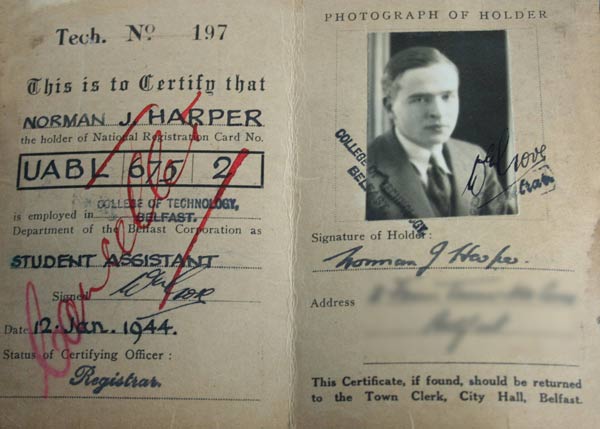 Tech. No 197
This is to Certify that
NORMAN J. HARPER
the holder of National Registration Card No.
UABL 675 2
is employed in COLLEGE OF TECHNOLOGY, BELFAST.
Department of the Belfast Corporation as
STUDENT ASSISTANT
Signed
Date 12 Jan. 1944.
Status of Certifying Officer :
Registrar.
Cancelled
PHOTOGRAPH OF HOLDER
COLLEGE OF TECHNOLOGY,
BELFAST
Signature of Holder :
Norman J Harper.
Address
This Certificate, if found, should be returned
to the Town Clerk, City Hall, Belfast.